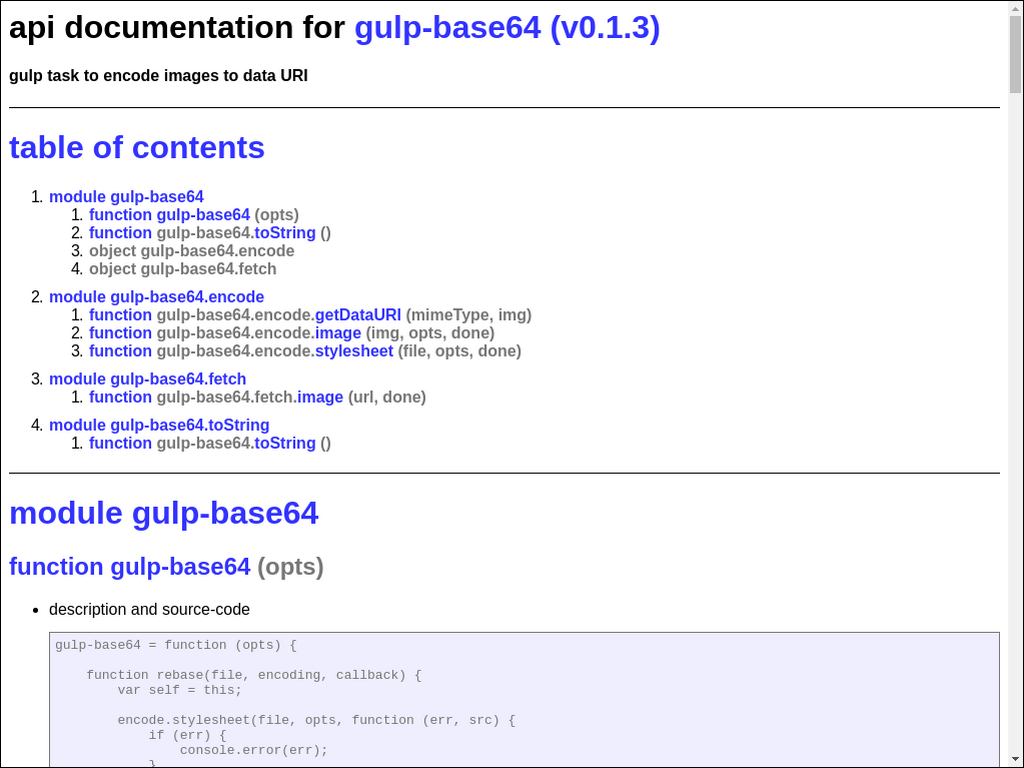 api documentation for gulp-base64 (v0.1.3)
gulp task to encode images to data URI
table of contents
1. module gulp-base64
1. function gulp-base64 (opts)
2. function gulp-base64.toString ()
3. object gulp-base64.encode
4. object gulp-base64.fetch
2. module gulp-base64.encode
1. function gulp-base64.encode.getDataURI (mimeType, img)
2. function gulp-base64.encode.image (img, opts, done)
3. function gulp-base64.encode.stylesheet (file, opts, done)
3. module gulp-base64.fetch
1. function gulp-base64.fetch.image (url, done)
4. module gulp-base64.toString
1. function gulp-base64.toString ()
module gulp-base64
function gulp-base64 (opts)
• description and source-code
gulp-base64 = function (opts) {
    function rebase(file, encoding, callback) {
        var self = this;
        encode.stylesheet(file, opts, function (err, src) {
            if (err) {
                console.error(err);
            }